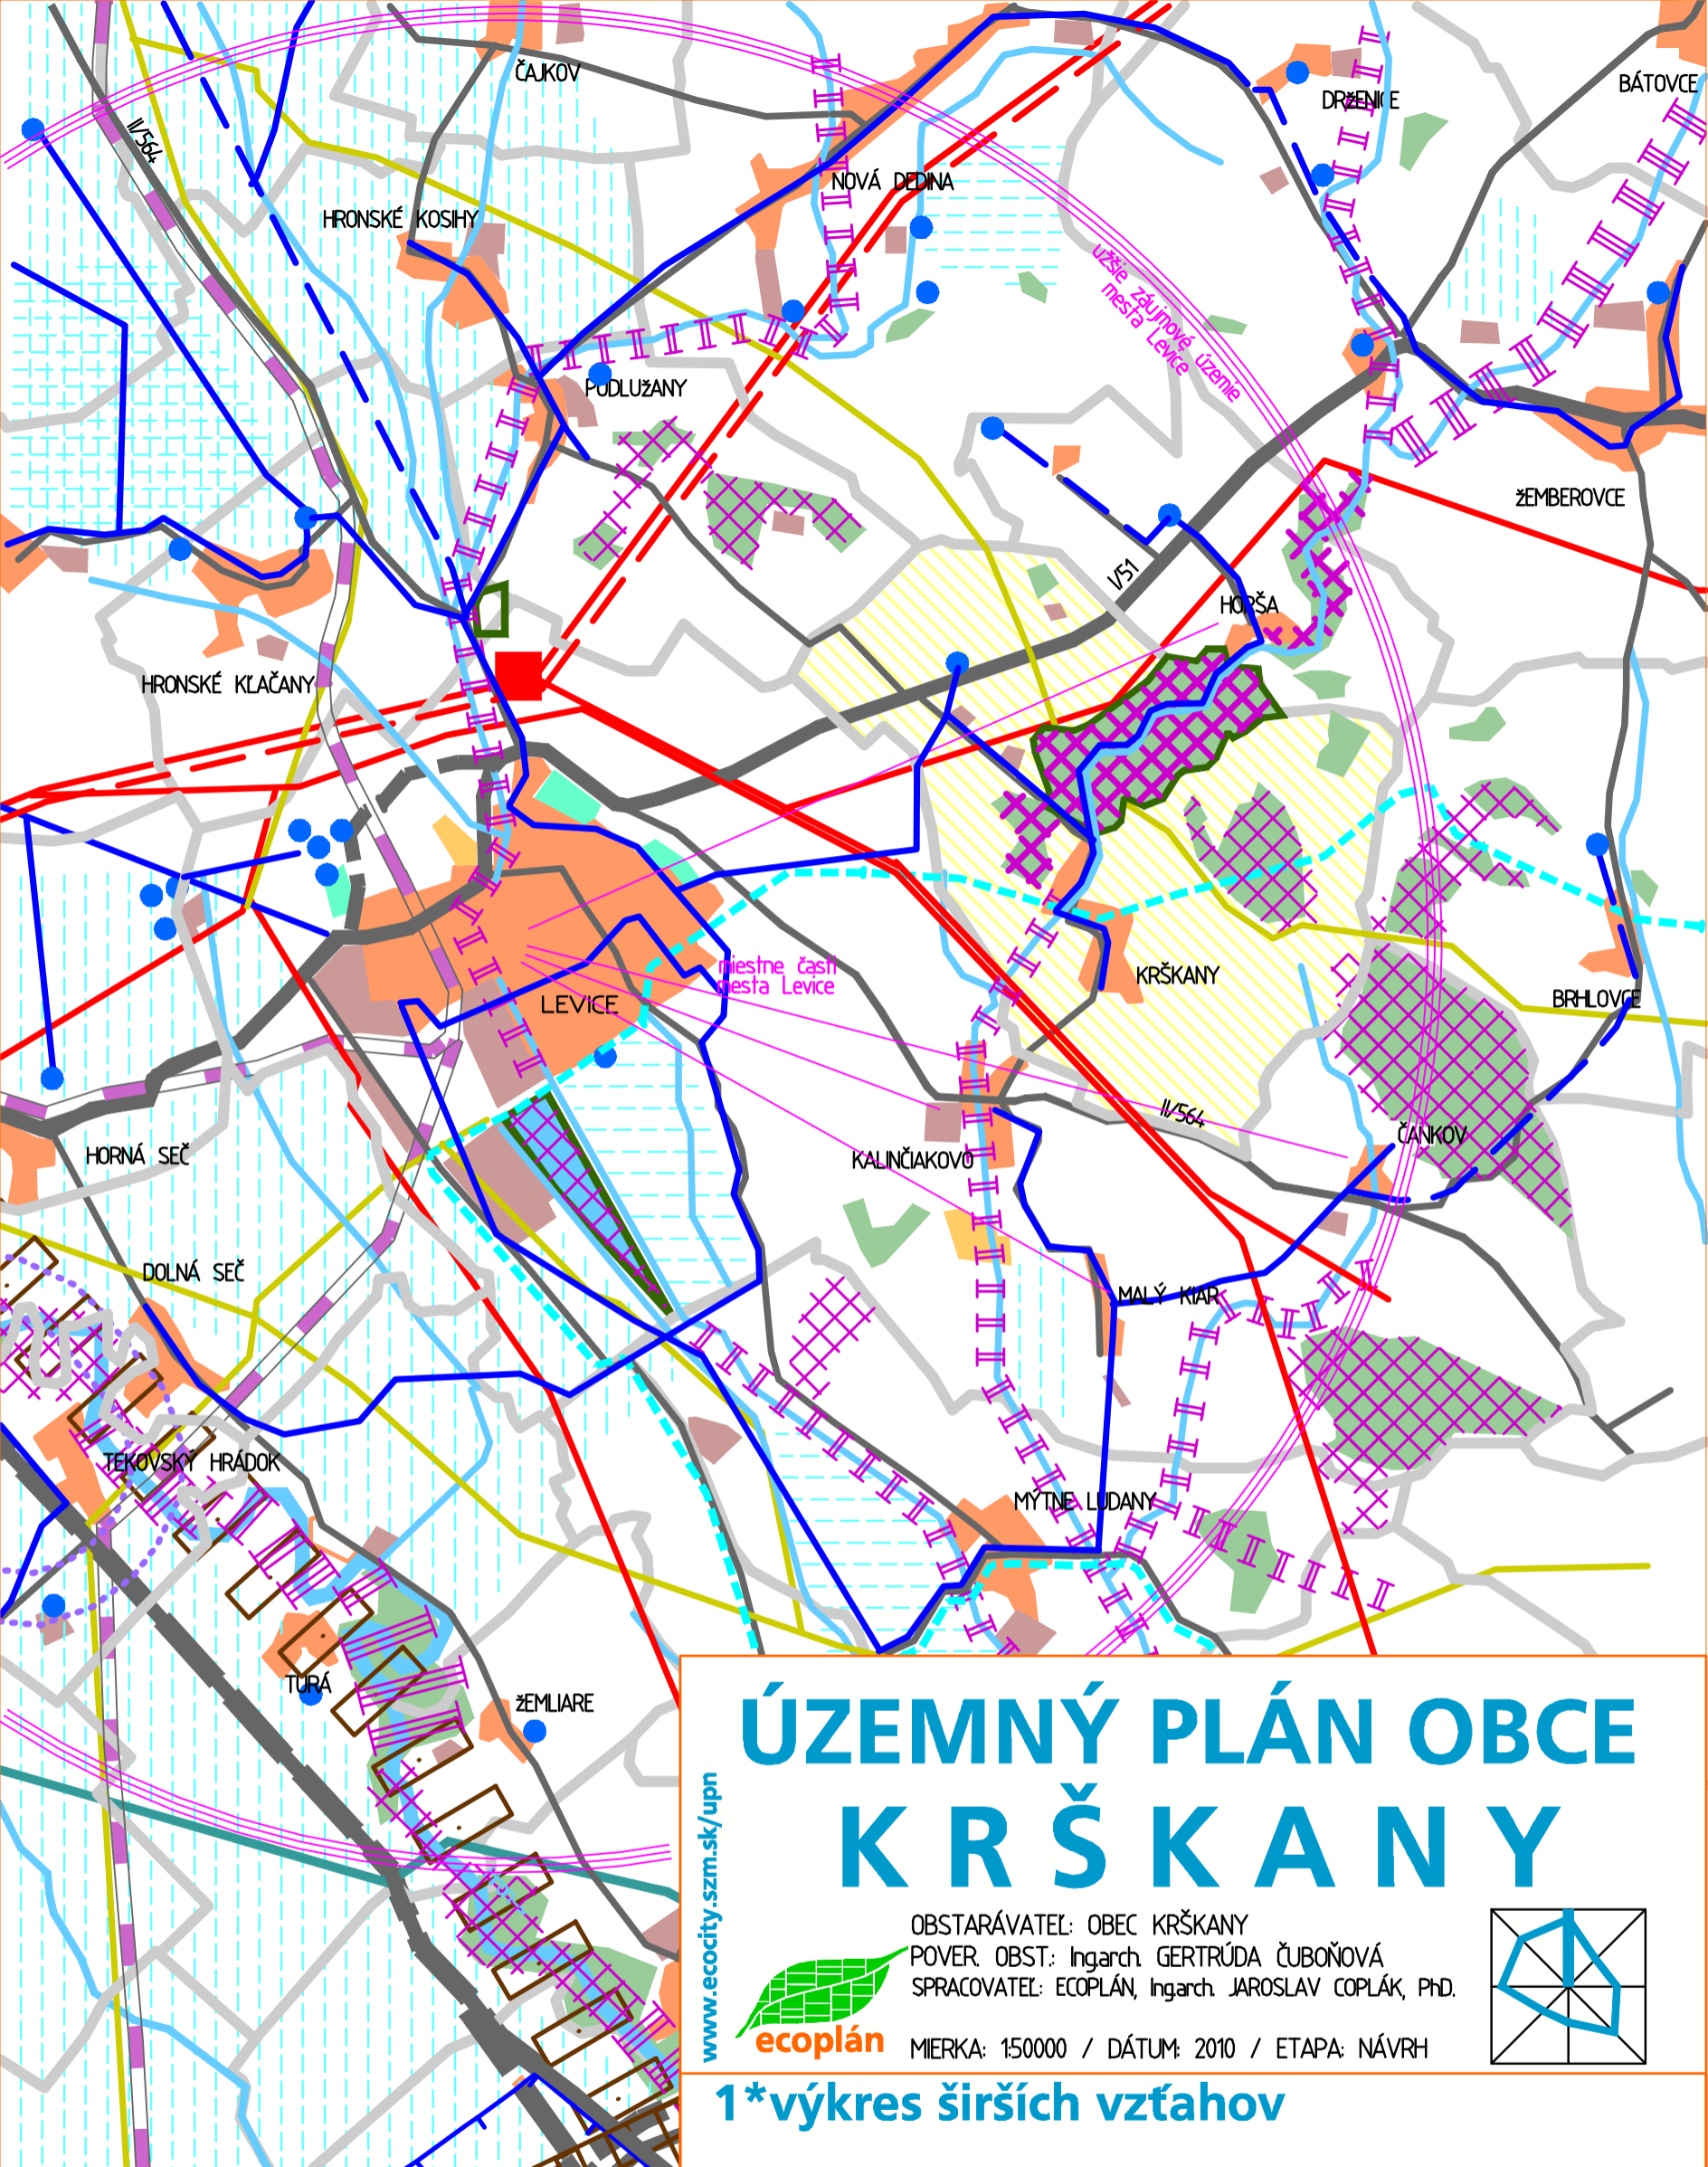 ČAJKOV
DRžENICE
BÁTOVCE
II/564
NOVÁ DEDINA
HRONSKÉ KOSIHY
užšie záujmové územie
mesta Levice
PODLUžANY
žEMBEROVCE
I/51
HORŠA
HRONSKÉ KĽAČANY
miestne časti
mesta Levice
KRŠKANY
LEVICE
BRHLOVCE
II/564
ČANKOV
HORNÁ SEČ
KALINČIAKOVO
DOLNÁ SEČ
MALÝ KIAR
TEKOVSKÝ HRÁDOK
MÝTNE LUDANY
TURÁ
žEMLIARE
ÚZEMNÝ PLÁN OBCE
KRŠKANY
www.ecocity.szm.sk/upn
OBSTARÁVATEĽ: OBEC KRŠKANY
POVER. OBST.: Ing.arch. GERTRÚDA ČUBOŇOVÁ
SPRACOVATEĽ: ECOPLÁN, Ing.arch. JAROSLAV COPLÁK, PhD.
ecoplán
MIERKA: 1:50000 / DÁTUM: 2010 / ETAPA: NÁVRH
1*výkres širších vzťahov